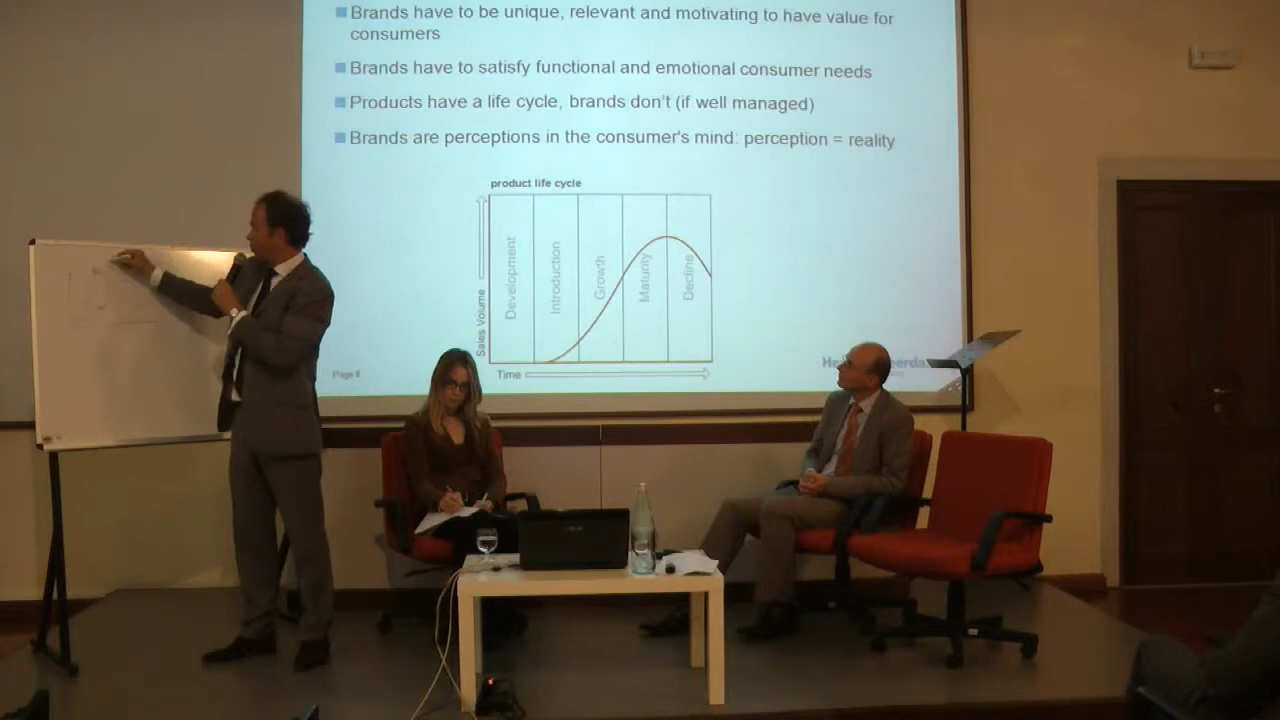 Brands have to be unique, relevant and motivating to have value for
consumers
Brands have to satisfy functional and emotional consumer needs
Products have a life cycle, brands don't (if well managed)
Brands are perceptions in the consumer's mind: perception = reality
product life cycle
Sales Volume
Development
Introduction
Growth
Maturity
Decline
Time
Page 8